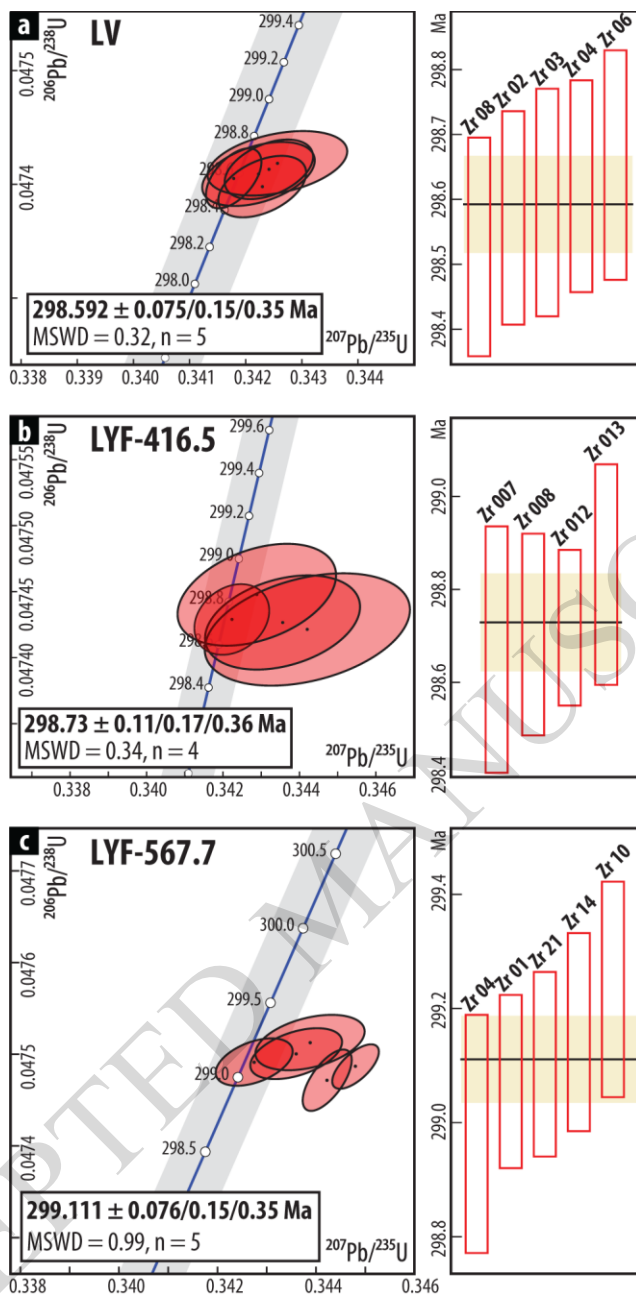 a
LV
²⁰⁶Pb/²³⁸U
0.0475
0.0474
299.4
299.2
299.0
298.8
298.4
298.2
298.0
298.592 ± 0.075/0.15/0.35 Ma
MSWD = 0.32, n = 5
²⁰⁷Pb/²³⁵U
0.338 0.339 0.340 0.341 0.342 0.343 0.344
Ma
298.8
298.7
298.6
298.5
298.4
Zr 08
Zr 02
Zr 03
Zr 04
Zr 06
b
LYF-416.5
²⁰⁶Pb/²³⁸U
0.04755
0.04750
0.04745
0.04740
299.6
299.4
299.2
299.0
298.8
298.4
298.73 ± 0.11/0.17/0.36 Ma
MSWD = 0.34, n = 4
²⁰⁷Pb/²³⁵U
0.338 0.340 0.342 0.344 0.346
Ma
299.0
298.8
298.6
298.4
Zr 007
Zr 008
Zr 012
Zr 013
c
LYF-567.7
²⁰⁶Pb/²³⁸U
0.0477
0.0476
0.0475
0.0474
300.5
300.0
299.5
299.0
298.5
299.111 ± 0.076/0.15/0.35 Ma
MSWD = 0.99, n = 5
²⁰⁷Pb/²³⁵U
0.338 0.340 0.342 0.344 0.346
Ma
299.4
299.2
299.0
298.8
Zr 04
Zr 01
Zr 21
Zr 14
Zr 10
EPTED MANUSC